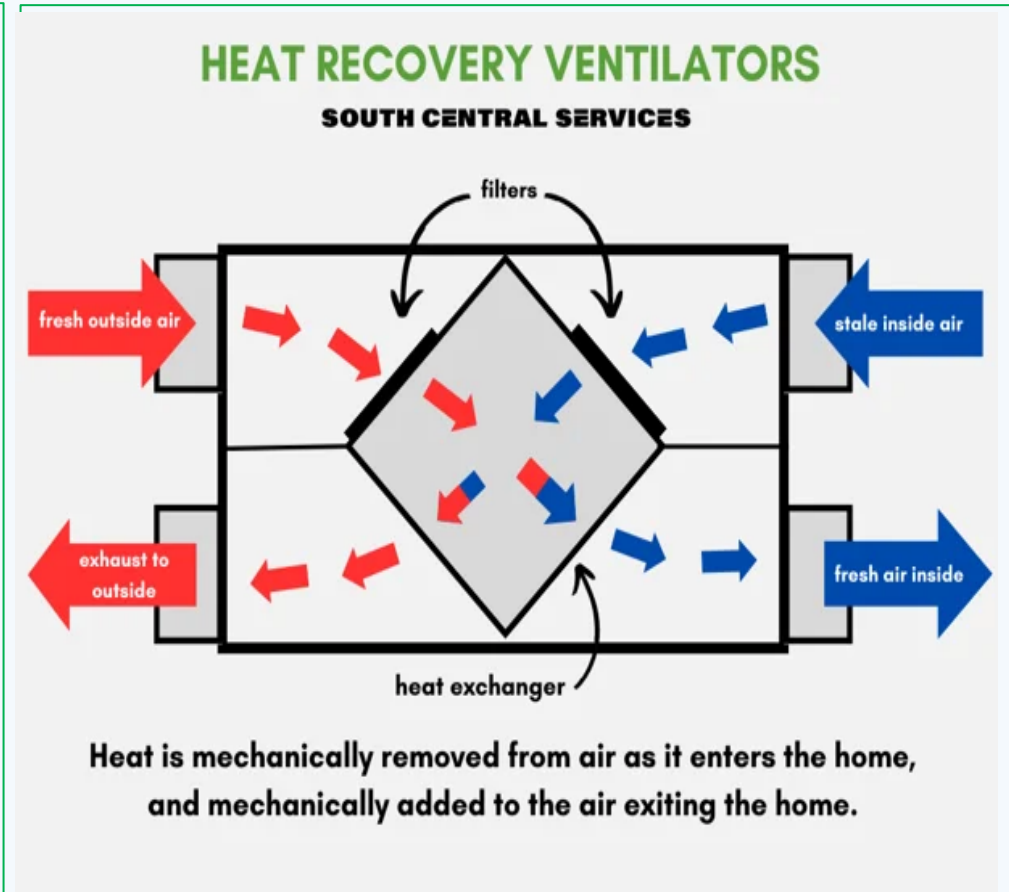 HEAT RECOVERY VENTILATORS
SOUTH CENTRAL SERVICES
filters
fresh outside air
stale inside air
exhaust to
outside
fresh air inside
heat exchanger
Heat is mechanically removed from air as it enters the home,
and mechanically added to the air exiting the home.